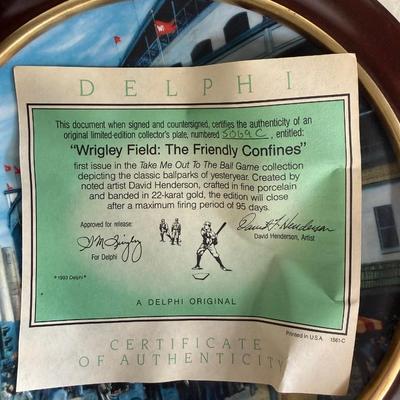 DELPHI
This document when signed and countersigned, certifies the authenticity of an
original limited-edition collector's plate, numbered 5069C, entitled:
"Wrigley Field: The Friendly Confines"
first issue in the Take Me Out To The Ball Game collection
depicting the classic ballparks of yesteryear. Created by
noted artist David Henderson, crafted in fine porcelain
and banded in 22-karat gold, the edition will close
after a maximum firing period of 95 days.
Approved for release:
For Delphi
David Henderson, Artist
©1993 Delphi
A DELPHI ORIGINAL
Printed in U.S.A. 1561-C
CERTIFICATE
OF AUTHENTICITY